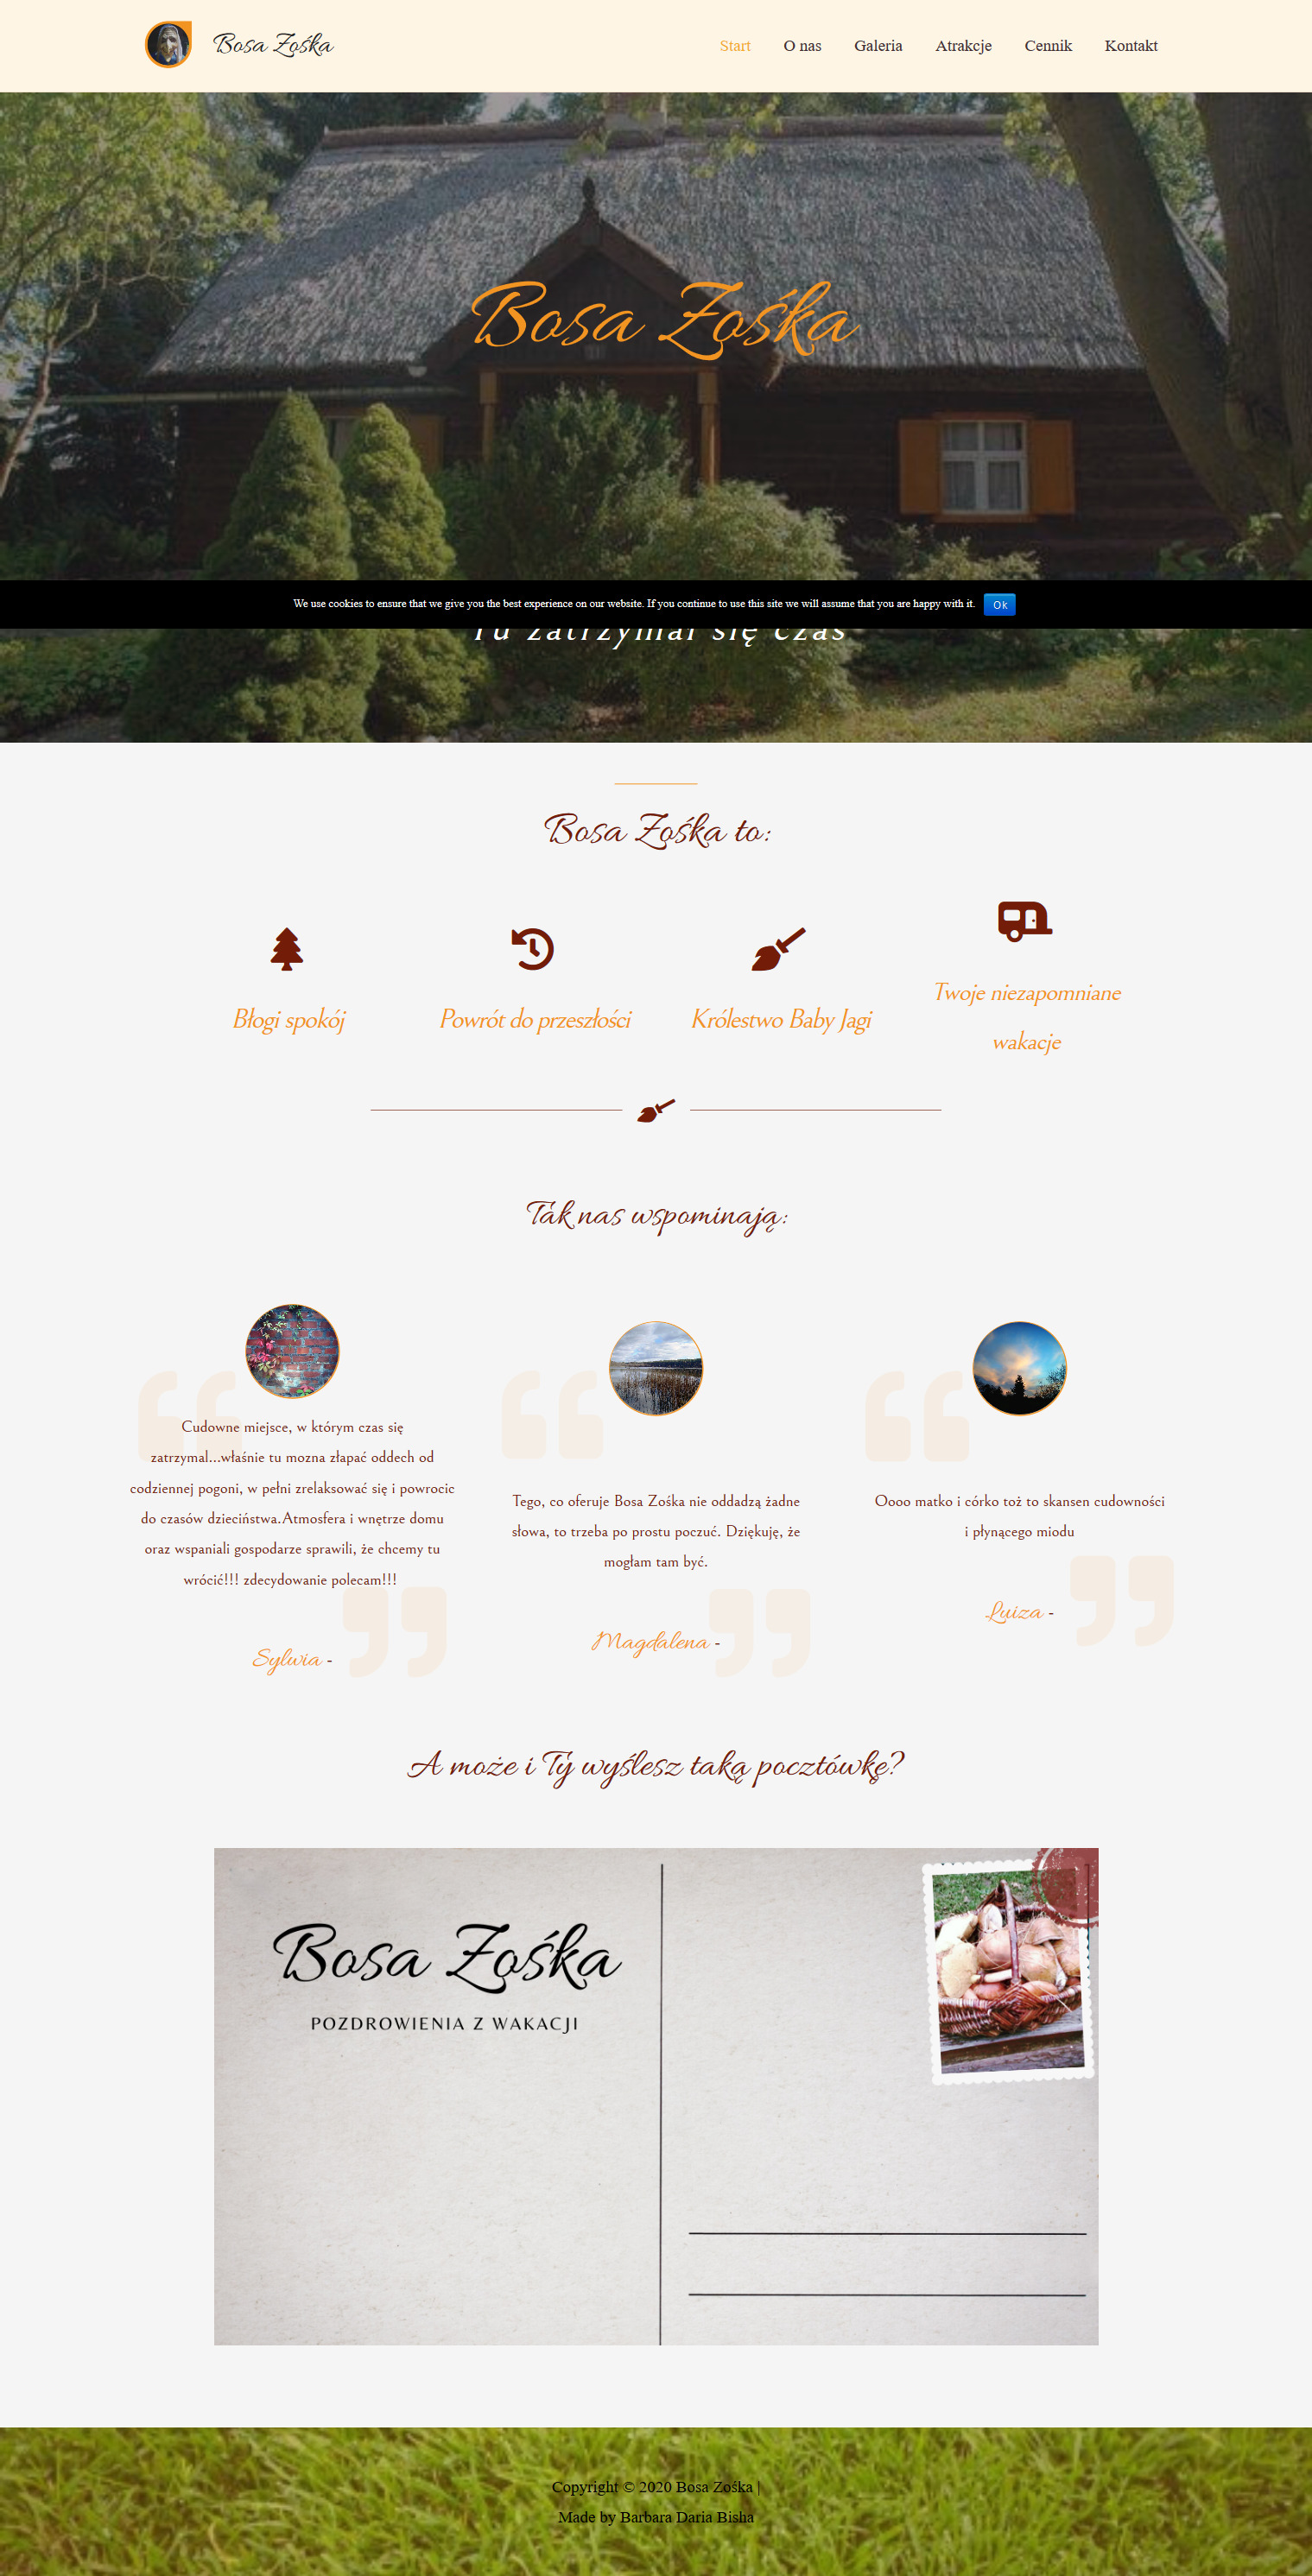 Bosa Zośka
Start O nas Galeria Atrakcje Cennik Kontakt
Bosa Zośka
We use cookies to ensure that we give you the best experience on our website. If you continue to use this site we will assume that you are happy with it. Ok
Tu zatrzymał się czas
Bosa Zośka to:
Błogi spokój
Powrót do przeszłości
Królestwo Baby Jagi
Twoje niezapomniane
wakacje
Tak nas wspominają:
Cudowne miejsce, w którym czas się
zatrzymal...właśnie tu mozna złapać oddech od
codziennej pogoni, w pełni zrelaksować się i powrocic
do czasów dzieciństwa.Atmosfera i wnętrze domu
oraz wspaniali gospodarze sprawili, że chcemy tu
wrócić!!! zdecydowanie polecam!!!
Sylwia -
Tego, co oferuje Bosa Zośka nie oddadzą żadne
słowa, to trzeba po prostu poczuć. Dziękuję, że
mogłam tam być.
Magdalena -
Oooo matko i córko toż to skansen cudowności
i płynącego miodu
Luiza -
A może i Ty wyślesz taką pocztówkę?
Bosa Zośka
POZDROWIENIA Z WAKACJI
Copyright © 2020 Bosa Zośka |
Made by Barbara Daria Bisha